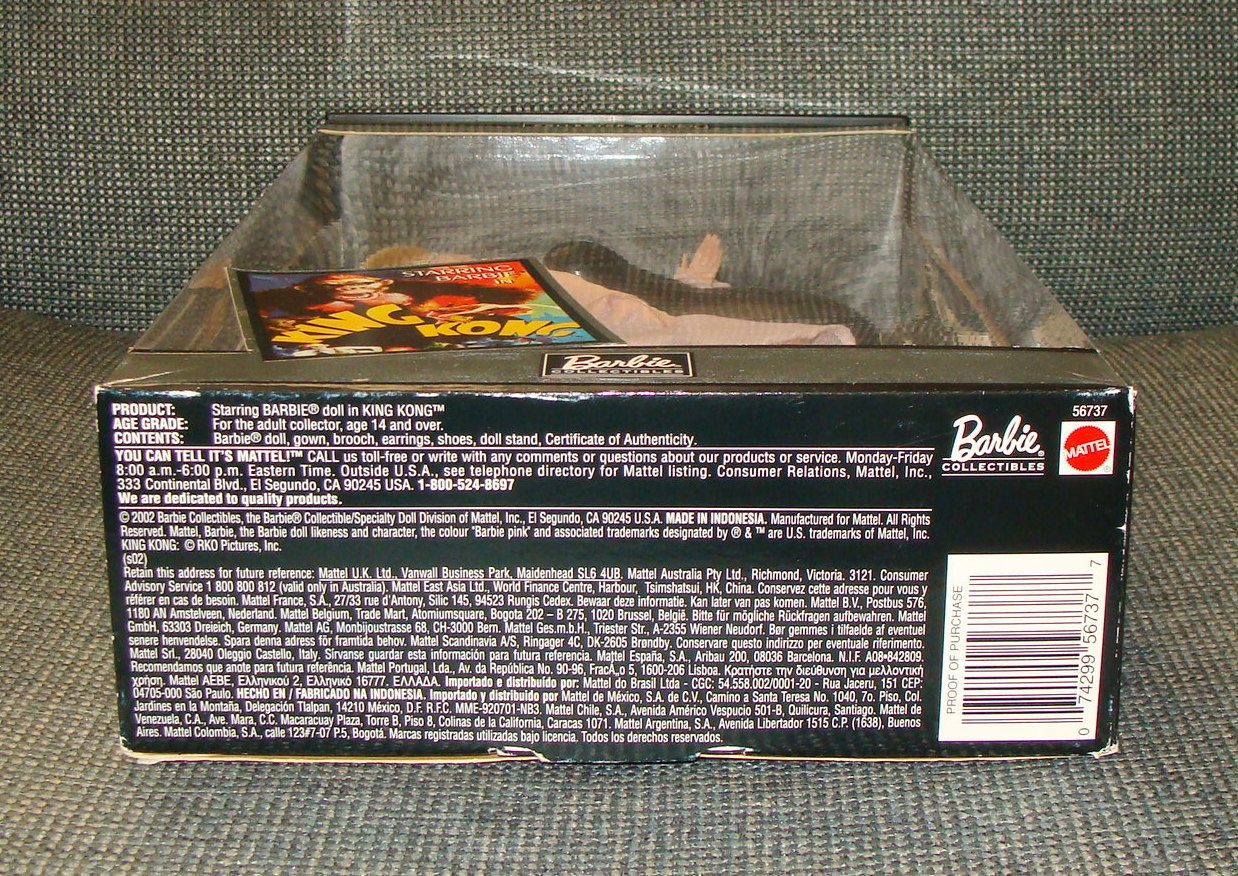 STARRING
BARBIE
IN
KING KONG
Barbie
COLLECTIBLES
PRODUCT: Starring BARBIE® doll in KING KONG™
AGE GRADE: For the adult collector, age 14 and over.
CONTENTS: Barbie® doll, gown, brooch, earrings, shoes, doll stand, Certificate of Authenticity.
YOU CAN TELL IT'S MATTEL!™ CALL us toll-free or write with any comments or questions about our products or service. Monday-Friday
8:00 a.m.-6:00 p.m. Eastern Time. Outside U.S.A., see telephone directory for Mattel listing. Consumer Relations, Mattel, Inc.,
333 Continental Blvd., El Segundo, CA 90245 USA. 1-800-524-8697
We are dedicated to quality products.
© 2002 Barbie Collectibles, the Barbie® Collectible/Specialty Doll Division of Mattel, Inc., El Segundo, CA 90245 U.S.A. MADE IN INDONESIA. Manufactured for Mattel. All Rights
Reserved. Mattel, Barbie, the Barbie doll likeness and character, the colour "Barbie pink" and associated trademarks designated by ® & ™ are U.S. trademarks of Mattel, Inc.
KING KONG: © RKO Pictures, Inc.
(s02)
Retain this address for future reference: Mattel U.K. Ltd., Vanwall Business Park, Maidenhead SL6 4UB. Mattel Australia Pty Ltd., Richmond, Victoria. 3121. Consumer
Advisory Service 1 800 800 812 (valid only in Australia). Mattel East Asia Ltd., World Finance Centre, Harbour, Tsimshatsui, HK, China. Conservez cette adresse pour vous y
référer en cas de besoin. Mattel France, S.A., 27/33 rue d'Antony, Silic 145, 94523 Rungis Cedex. Bewaar deze informatie. Kan later van pas komen. Mattel B.V., Postbus 576,
1180 AN Amstelveen, Nederland. Mattel Belgium, Trade Mart, Atomiumsquare, Bogota 202 – B 275, 1020 Brussel, België. Bitte für mögliche Rückfragen aufbewahren. Mattel
GmbH, 63303 Dreieich, Germany. Mattel AG, Monbijoustrasse 68, CH-3000 Bern. Mattel Ges.m.b.H., Triester Str., A-2355 Wiener Neudorf. Bør gemmes i tilfælde af eventuel
senere henvendelse. Spara denna adress för framtida behov. Mattel Scandinavia A/S, Ringager 4C, DK-2605 Brøndby. Conservare questo indirizzo per eventuale riferimento.
Mattel Srl., 28040 Oleggio Castello, Italy. Sírvanse guardar esta información para futura referencia. Mattel España, S.A., Aribau 200, 08036 Barcelona. N.I.F. A08-842809.
Recomendamos que anote para futura referência. Mattel Portugal, Lda., Av. da República No. 90-96, FracÁ„o 5, 1600-206 Lisboa. Κρατήστε την διεύθυνση για μελλοντική
χρήση. Mattel AEBE, Ελληνικού 2, Ελληνικό 16777. ΕΛΛΑΔΑ. Importado e distribuido por: Mattel do Brasil Ltda - CGC: 54.558.002/0001-20 - Rua Jaceru, 151 CEP:
04705-000 São Paulo. HECHO EN / FABRICADO NA INDONESIA. Importado y distribuido por Mattel de México, S.A. de C.V., Camino a Santa Teresa No. 1040, 7o. Piso, Col.
Jardines en la Montaña, Delegación Tlalpan, 14210 México, D.F. R.F.C. MME-920701-NB3. Mattel Chile, S.A., Avenida Américo Vespucio 501-B, Quilicura, Santiago. Mattel de
Venezuela, C.A., Ave. Mara, C.C. Macaracuay Plaza, Torre B, Piso 8, Colinas de la California, Caracas 1071. Mattel Argentina, S.A., Avenida Libertador 1515 C.P. (1638), Buenos
Aires. Mattel Colombia, S.A., calle 123#7-07 P.5, Bogotá. Marcas registradas utilizadas bajo licencia. Todos los derechos reservados.
Barbie®
COLLECTIBLES
56737
MATTEL®
PROOF OF PURCHASE
0 74299 56737 7